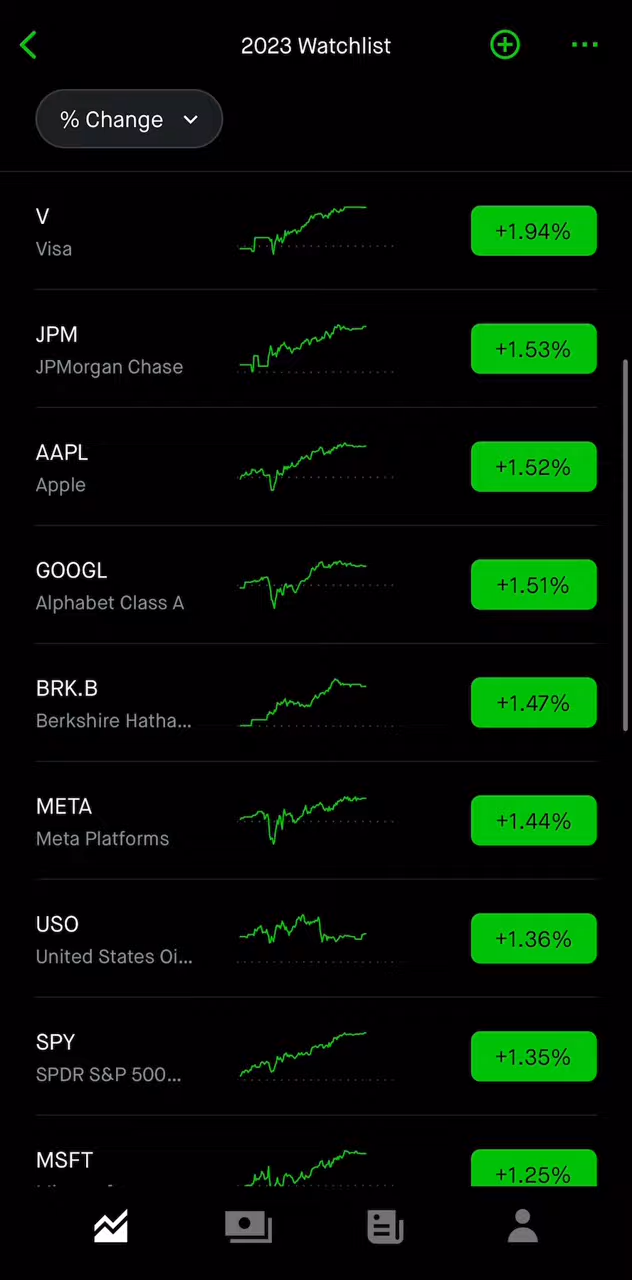 2023 Watchlist
% Change
V
Visa
+1.94%
JPM
JPMorgan Chase
+1.53%
AAPL
Apple
+1.52%
GOOGL
Alphabet Class A
+1.51%
BRK.B
Berkshire Hatha...
+1.47%
META
Meta Platforms
+1.44%
USO
United States Oi...
+1.36%
SPY
SPDR S&P 500...
+1.35%
MSFT
+1.25%